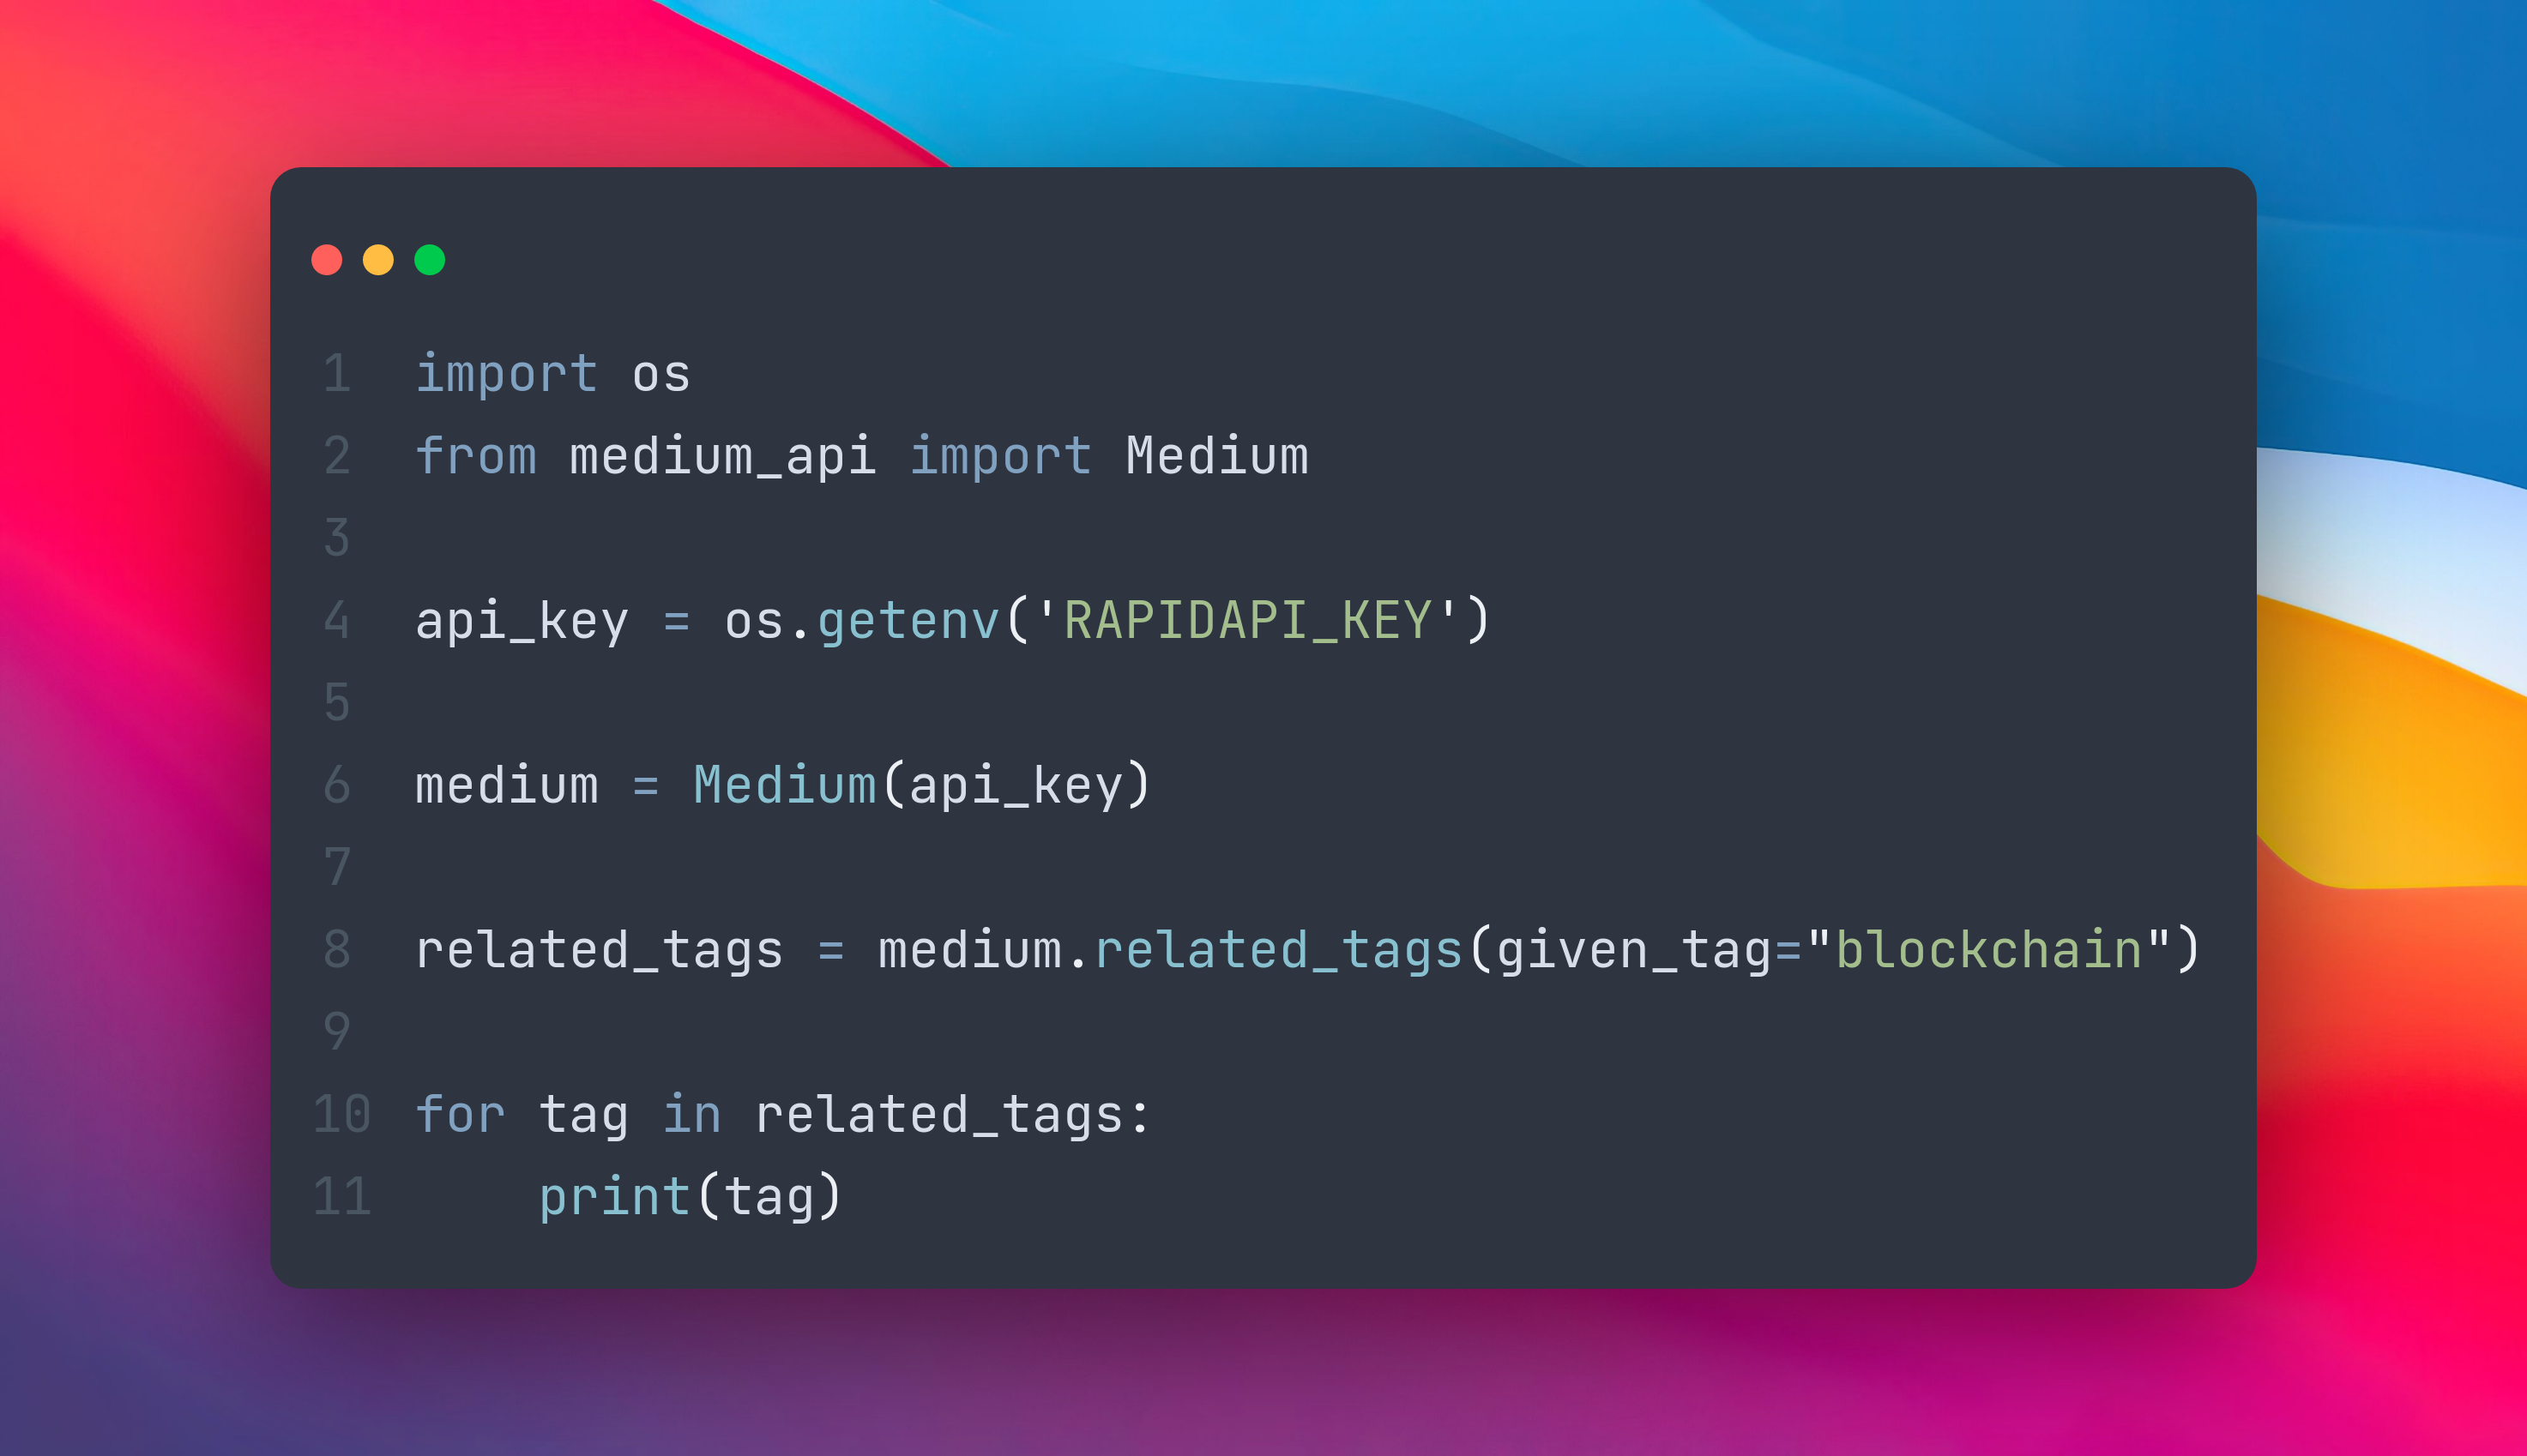 1 import os
2 from medium_api import Medium
3
4 api_key = os.getenv('RAPIDAPI_KEY')
5
6 medium = Medium(api_key)
7
8 related_tags = medium.related_tags(given_tag="blockchain")
9
10 for tag in related_tags:
11     print(tag)